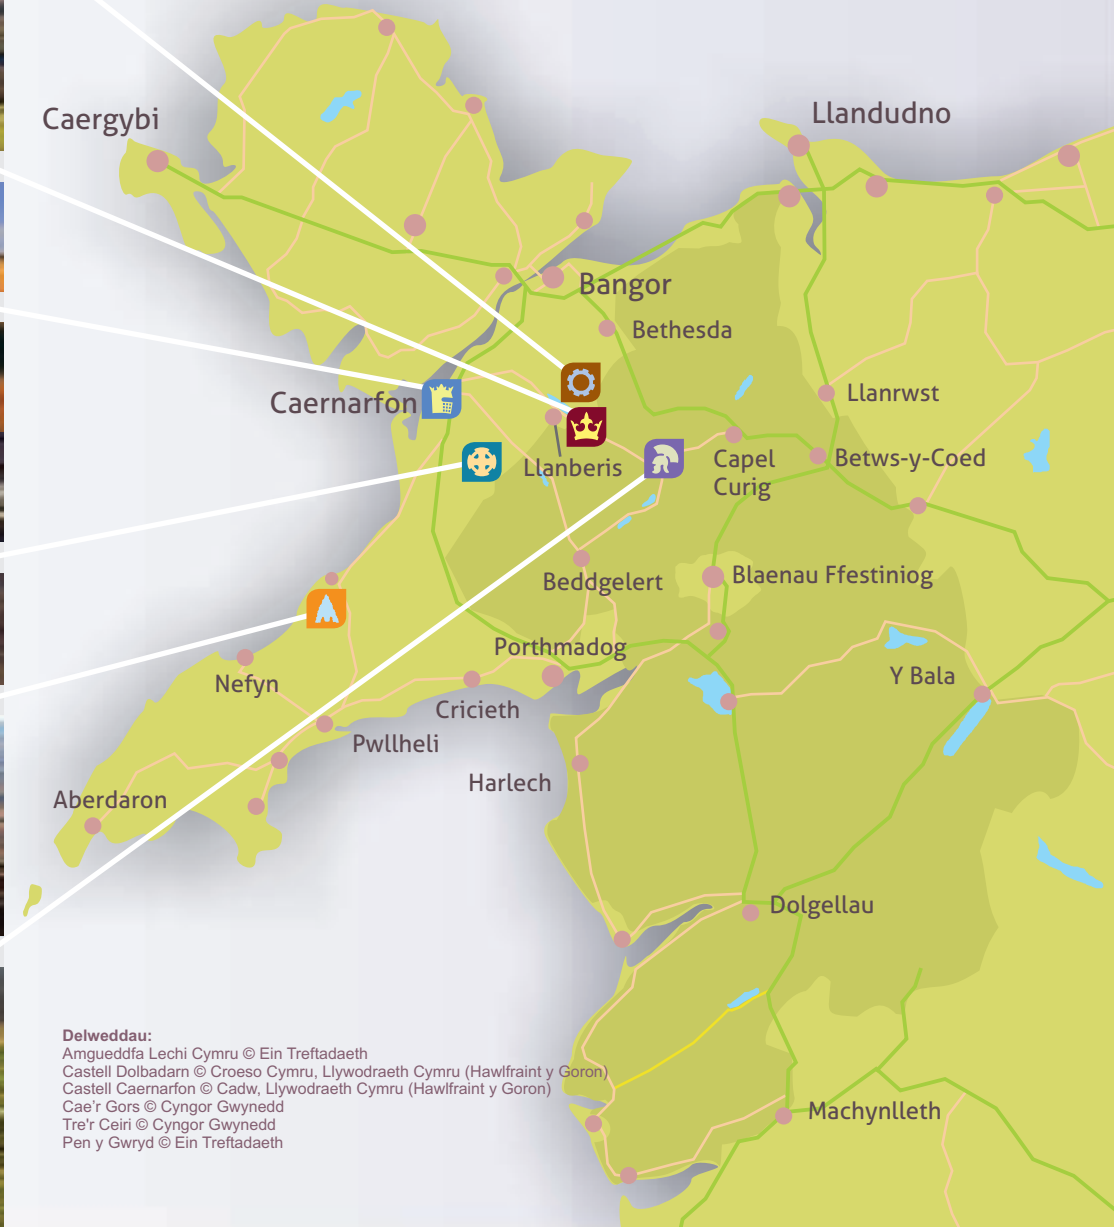 Caergybi
Llandudno
Bangor
Bethesda
Caernarfon
Llanrwst
Llanberis
Capel
Curig
Betws-y-Coed
Beddgelert
Blaenau Ffestiniog
Porthmadog
Y Bala
Nefyn
Cricieth
Pwllheli
Harlech
Aberdaron
Dolgellau
Machynlleth
Delweddau:
Amgueddfa Lechi Cymru © Ein Treftadaeth
Castell Dolbadarn © Croeso Cymru, Llywodraeth Cymru (Hawlfraint y Goron)
Castell Caernarfon © Cadw, Llywodraeth Cymru (Hawlfraint y Goron)
Cae’r Gors © Cyngor Gwynedd
Tre'r Ceiri © Cyngor Gwynedd
Pen y Gwryd © Ein Treftadaeth